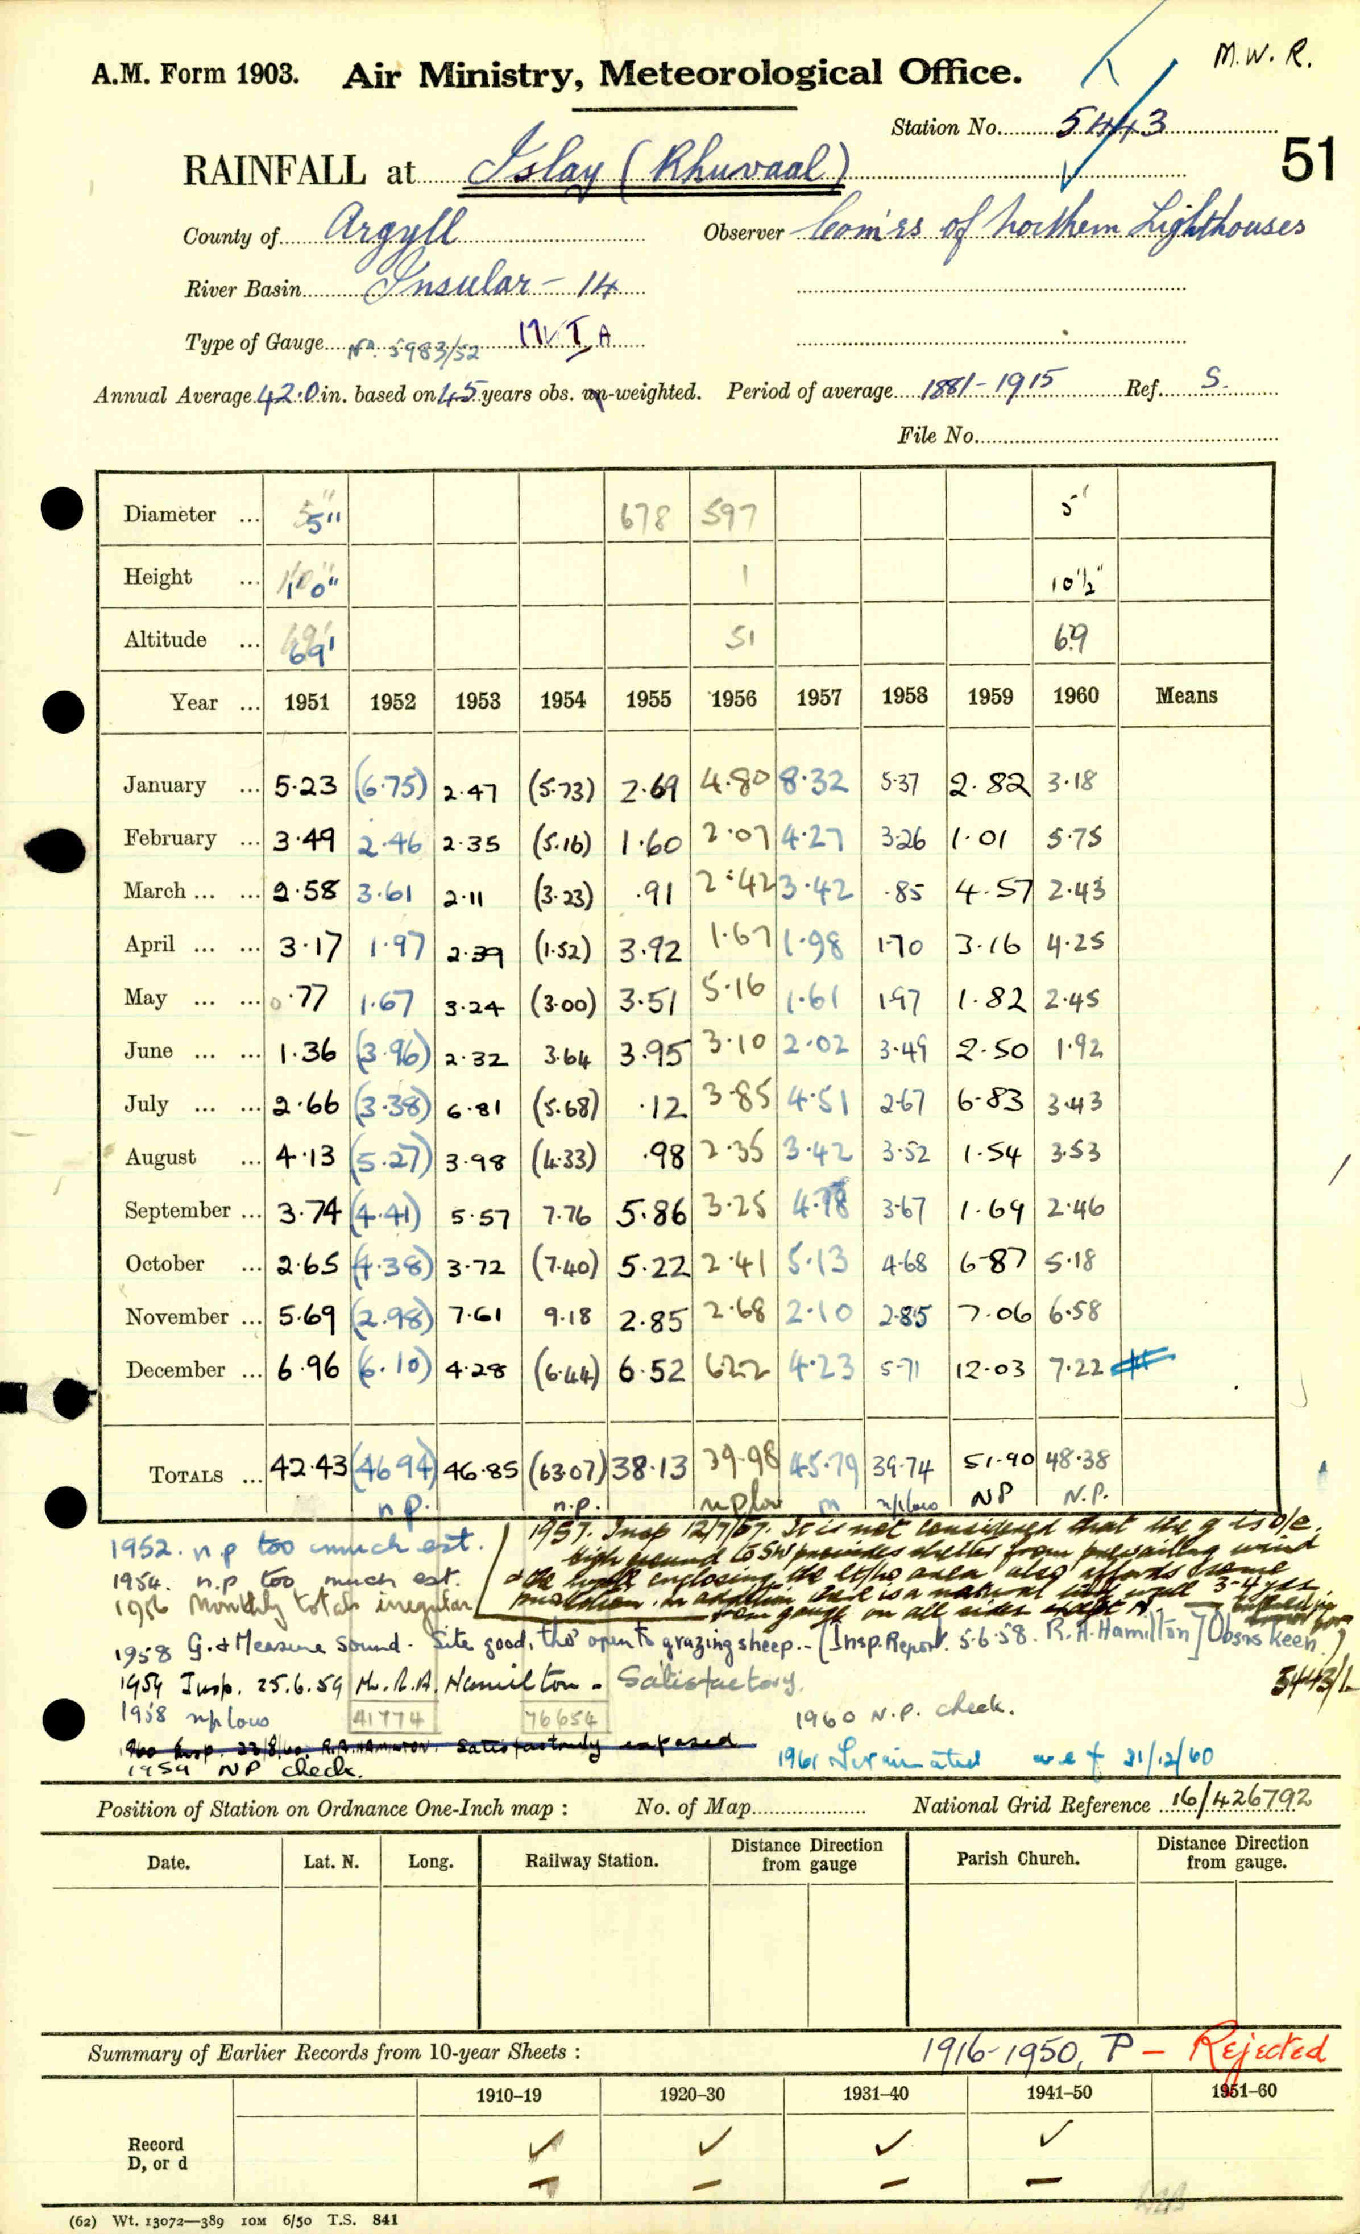 M.W.R.
A.M. Form 1903. Air Ministry, Meteorological Office.
Station No. 5443
51
RAINFALL at Islay (Rhuvaal)
County of Argyll Observer Com'rs of Northern Lighthouses
River Basin Insular - 14
Type of Gauge No. 5983/52 MK I A
Annual Average 42.0 in. based on 45 years obs. un-weighted. Period of average 1881-1915 Ref. S.
File No.
Diameter ... 5" 678 597 5"
Height ... 1'0" 1 10½"
Altitude ... 69' 51 69
Year ... 1951 1952 1953 1954 1955 1956 1957 1958 1959 1960 Means
January ... 5.23 (6.75) 2.47 (5.73) 2.69 4.80 8.32 5.37 2.82 3.18
February ... 3.49 2.46 2.35 (5.16) 1.60 2.07 4.27 3.26 1.01 5.75
March ... ... 2.58 3.61 2.11 (3.23) .91 2.42 3.42 .85 4.57 2.43
April ... ... 3.17 1.97 2.39 (1.52) 3.92 1.67 1.98 1.70 3.16 4.25
May ... ... 0.77 1.67 3.24 (3.00) 3.51 5.16 1.61 1.97 1.82 2.45
June ... ... 1.36 (3.96) 2.32 3.64 3.95 3.10 2.02 3.49 2.50 1.92
July ... ... 2.66 (3.38) 6.81 (5.68) .12 3.85 4.51 2.67 6.83 3.43
August ... 4.13 (5.27) 3.98 (4.33) .98 2.35 3.42 3.52 1.54 3.53
September ... 3.74 (4.41) 5.57 7.76 5.86 3.25 4.78 3.67 1.69 2.46
October ... 2.65 (4.38) 3.72 (7.40) 5.22 2.41 5.13 4.68 6.87 5.18
November ... 5.69 (2.98) 7.61 9.18 2.85 2.68 2.10 2.85 7.06 6.58
December ... 6.96 (6.10) 4.28 (6.44) 6.52 6.22 4.23 5.71 12.03 7.22
TOTALS ... 42.43 (46.94) 46.85 (63.07) 38.13 39.98 45.79 39.74 51.90 48.38
n.p. n.p. np low m np low NP N.P.
1952. n.p too much est.
1954. n.p. too much est.
1956 Monthly totals irregular
1957. Insp 12/7/57. It is not considered that the g is o/e.
high ground to SW provides shelter from prevailing wind
& the wall enclosing the ltho area also affords some
protection. In addition there is a natural wall 3-4 yds.
from gauge on all sides except N.
1958 G. & Measure Sound. Site good, tho' open to grazing sheep. - [Insp. Report. 5.6.58. R.A. Hamilton] Obsns keen
1959 Insp. 25.6.59 Mr. R.A. Hamilton - Satisfactory.
5443/1
1958 np low 41774 76654 1960 N.P. check.
1960 Insp. 23/8/60. R.A. HAMILTON. Satisfactorily exposed
1959 NP check.
1961 Terminated w e f 31/12/60
Position of Station on Ordnance One-Inch map : No. of Map National Grid Reference 16/426792
Date. Lat. N. Long. Railway Station. Distance Direction from gauge Parish Church. Distance Direction from gauge.
Summary of Earlier Records from 10-year Sheets : 1916-1950, P - Rejected
1910–19 1920–30 1931–40 1941–50 1951–60
Record ✓ ✓ ✓ ✓
D, or d – – – –
(62) Wt. 13072—389 10M 6/50 T.S. 841